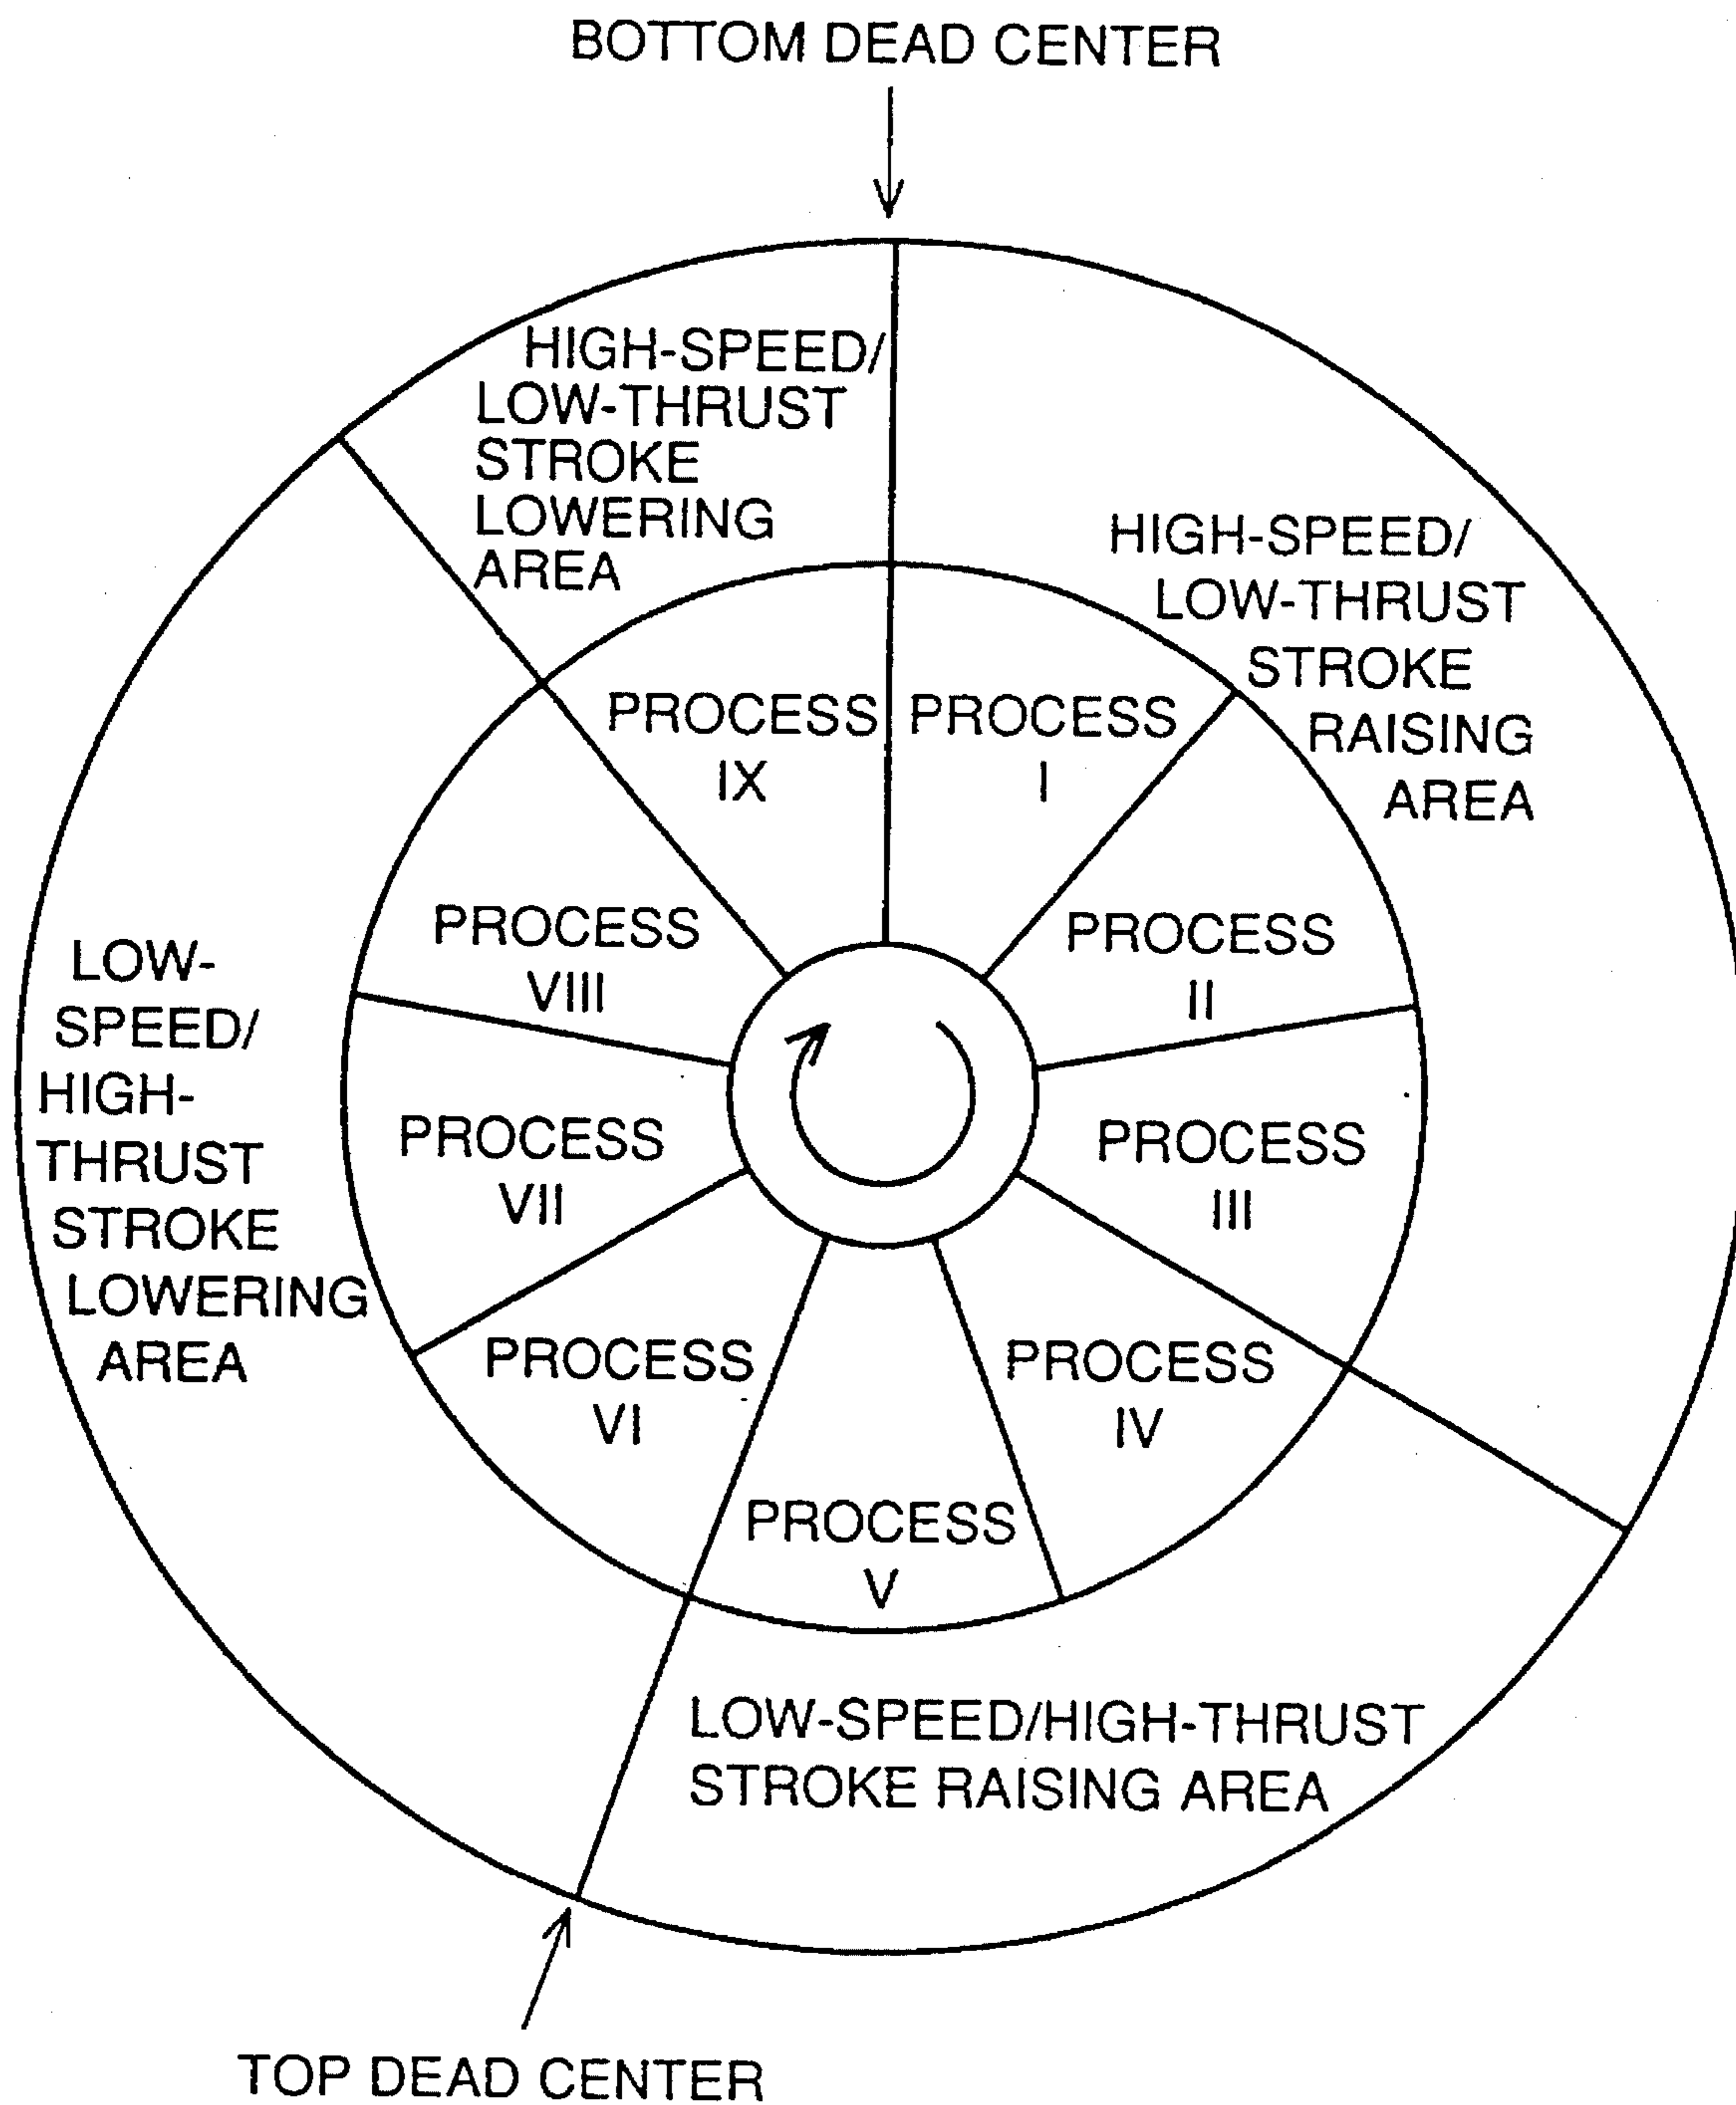 BOTTOM DEAD CENTER
HIGH-SPEED/
LOW-THRUST
STROKE
LOWERING
AREA
HIGH-SPEED/
LOW-THRUST
STROKE
RAISING
AREA
PROCESS
IX
PROCESS
I
PROCESS
VIII
PROCESS
II
LOW-
SPEED/
HIGH-
THRUST
STROKE
LOWERING
AREA
PROCESS
VII
PROCESS
III
PROCESS
VI
PROCESS
IV
PROCESS
V
LOW-SPEED/HIGH-THRUST
STROKE RAISING AREA
TOP DEAD CENTER